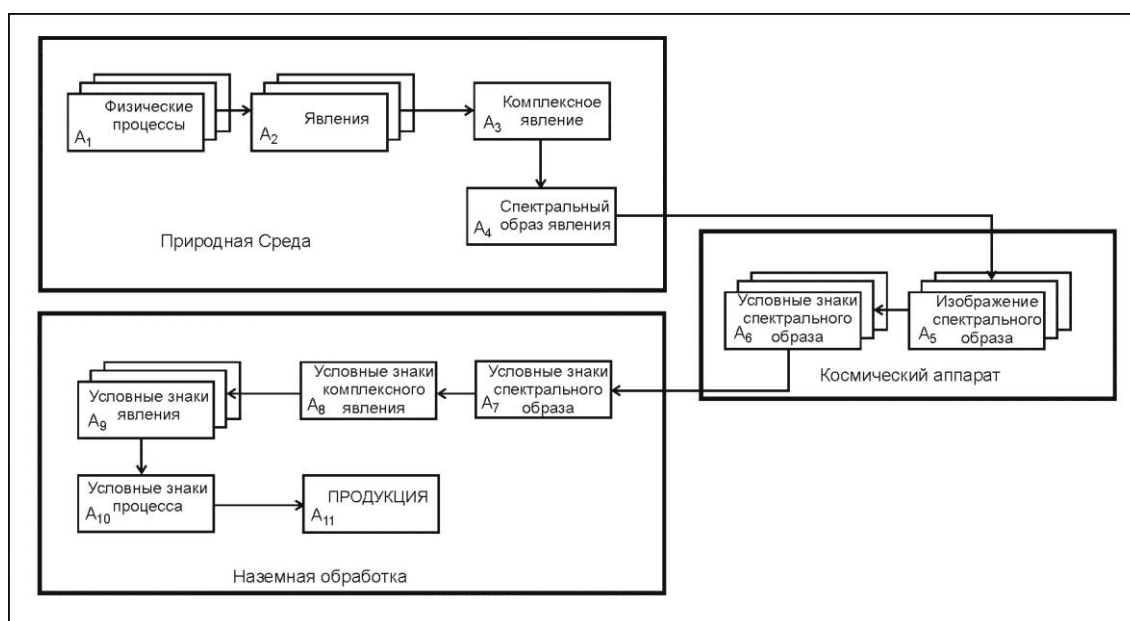 Физические
процессы
A1
Явления
A2
Комплексное
явление
A3
Спектральный
образ явления
A4
Природная Среда
Изображение
спектрального
образа
A5
Условные знаки
спектрального
образа
A6
Космический аппарат
Условные знаки
спектрального
образа
A7
Условные знаки
комплексного
явления
A8
Условные знаки
явления
A9
Условные знаки
процесса
A10
ПРОДУКЦИЯ
A11
Наземная обработка